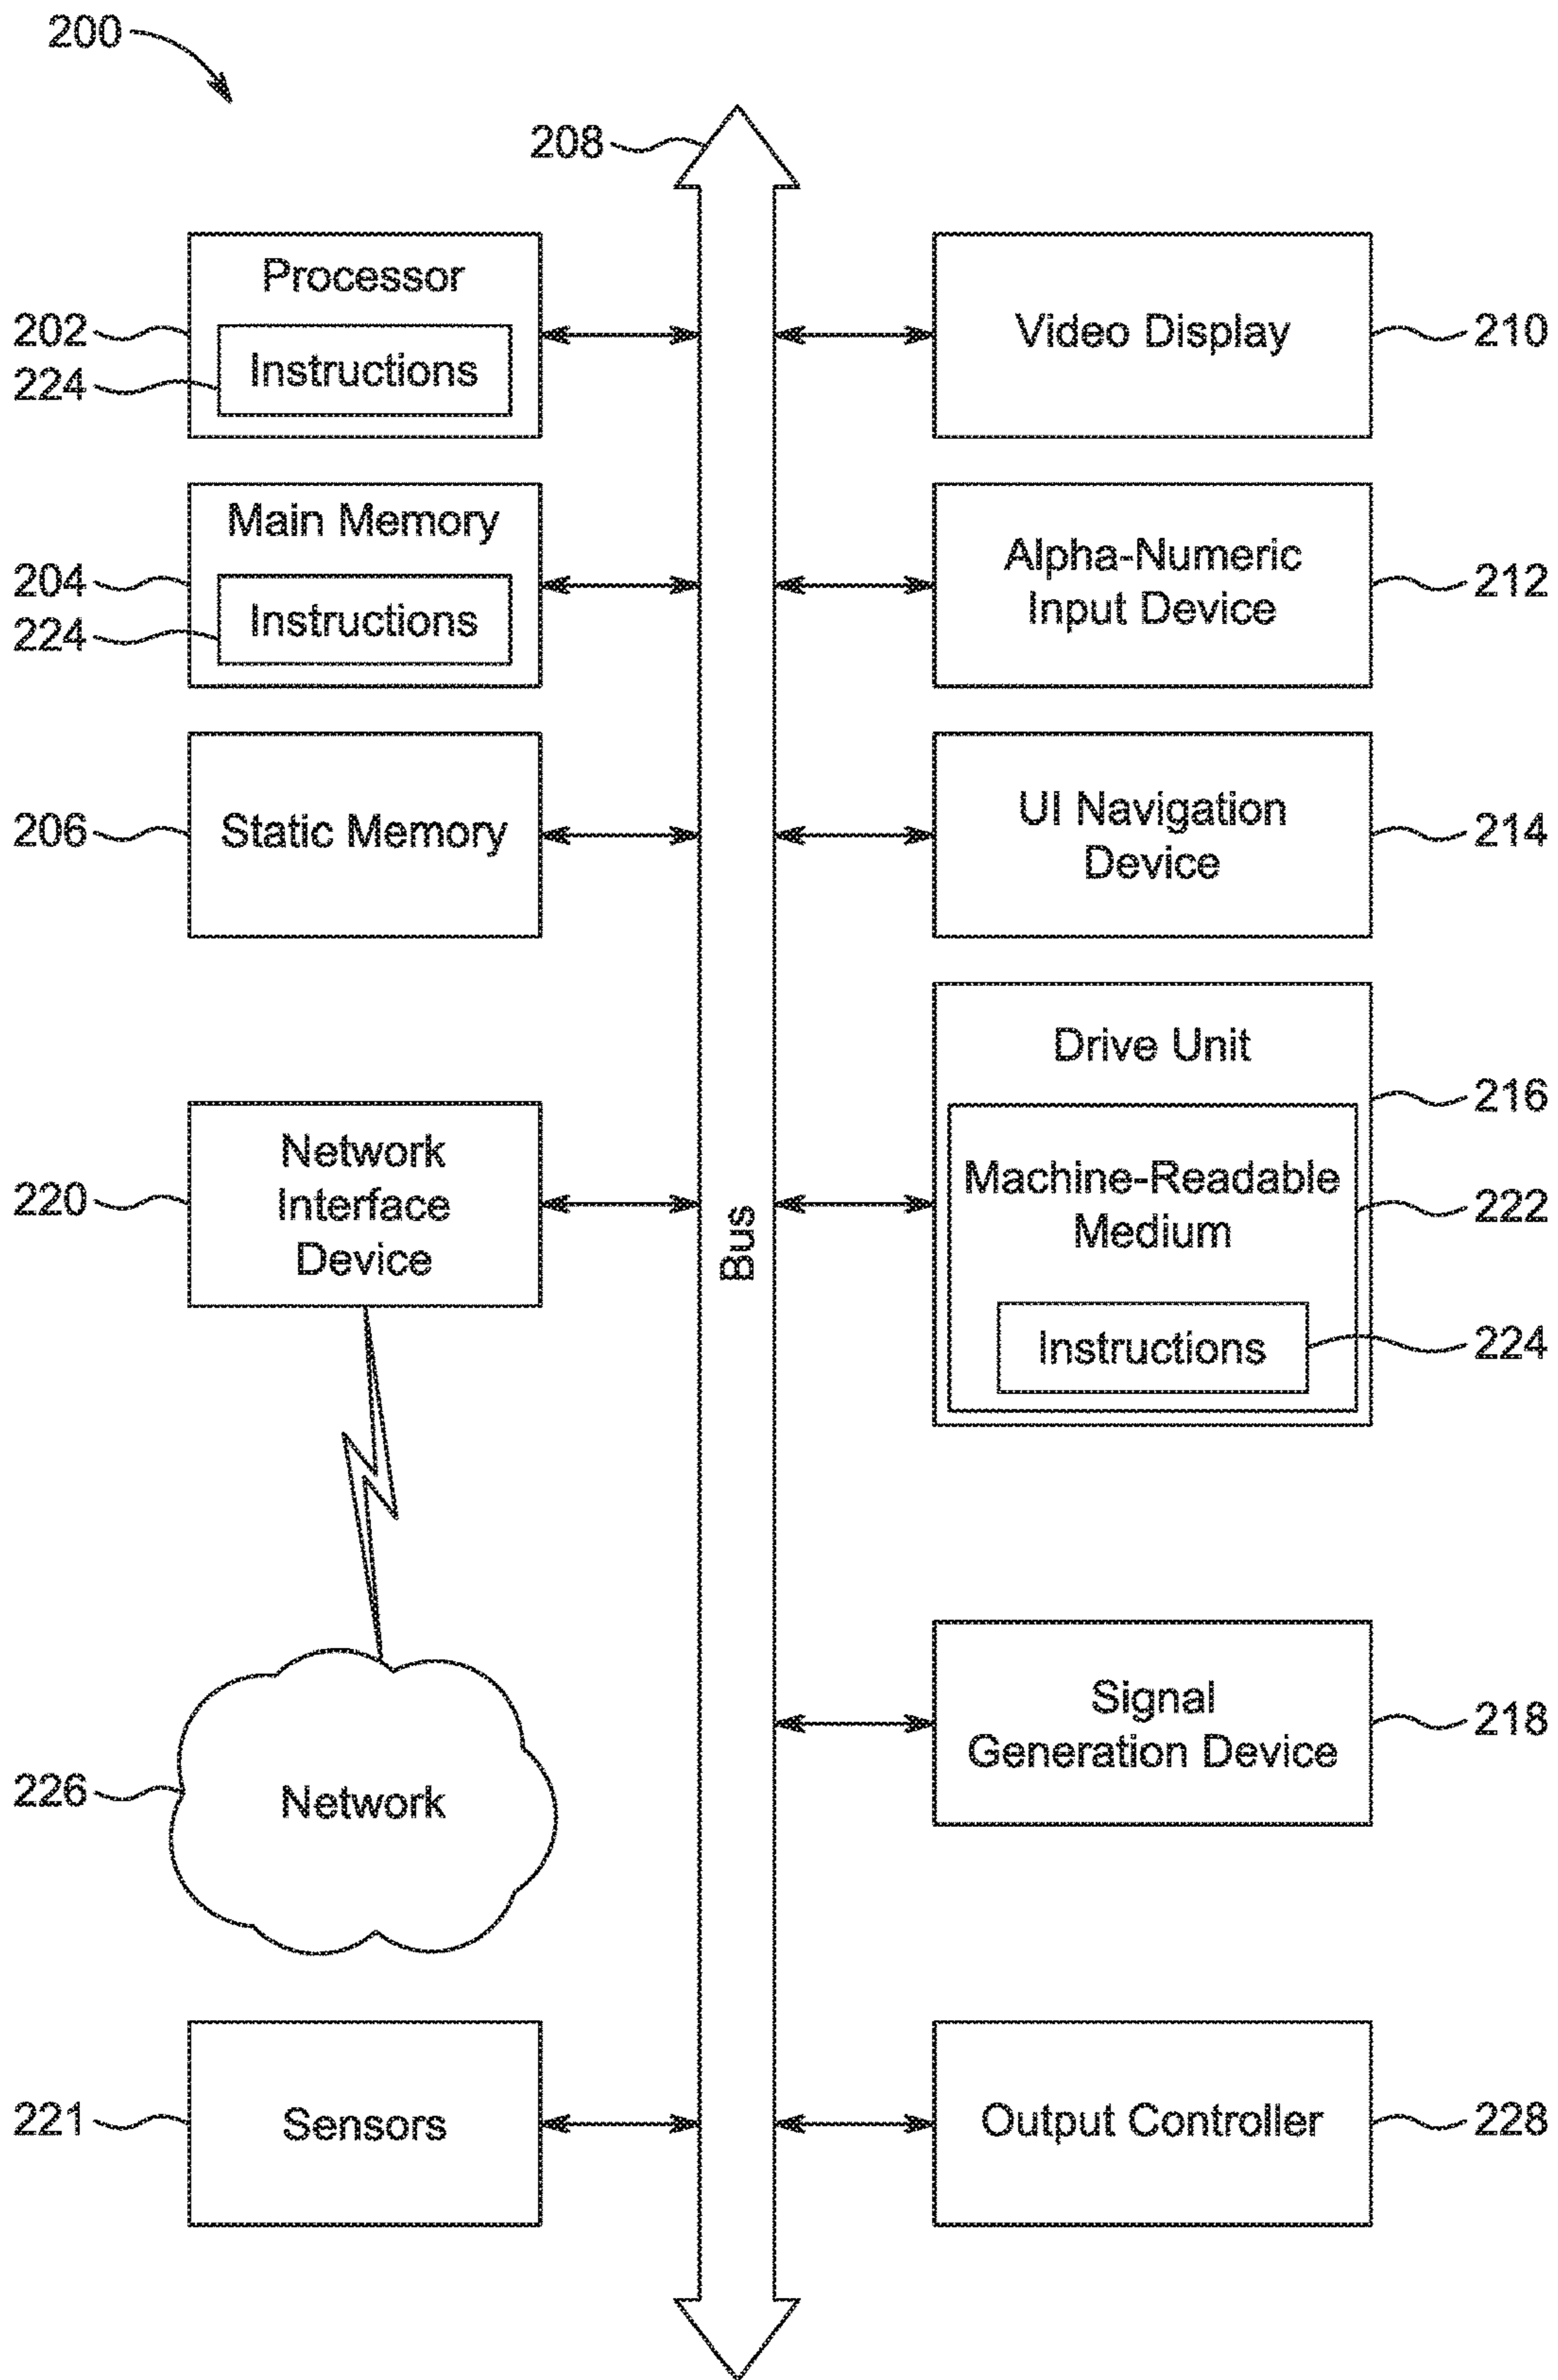 200
208
Processor
202
Instructions
224
Video Display
210
Main Memory
204
Instructions
224
Alpha-Numeric
Input Device
212
Static Memory
206
UI Navigation
Device
214
Drive Unit
216
Machine-Readable
Medium
222
Instructions
224
Network
Interface
Device
220
Bus
Signal
Generation Device
218
Network
226
Sensors
221
Output Controller
228